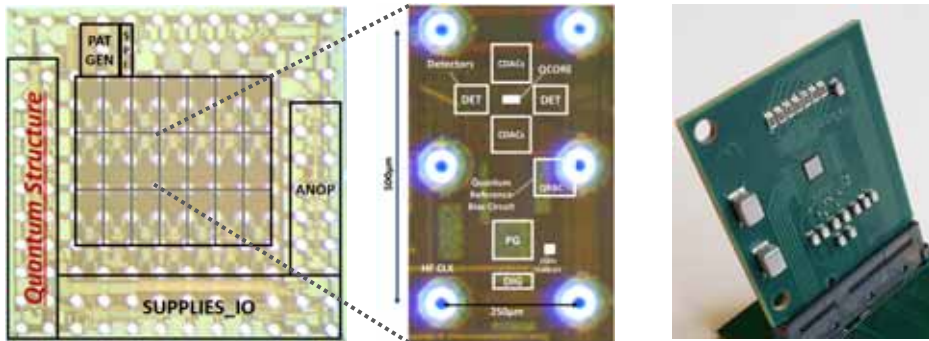 PAT
GEN
SPI
Quantum Structure
ANOP
SUPPLIES_IO
Detectors
CDACs
QCORE
DET
DET
CDACs
Quantum
Reference
Bias Circuit
PG
HF CLK
DIG
500µm
250µm